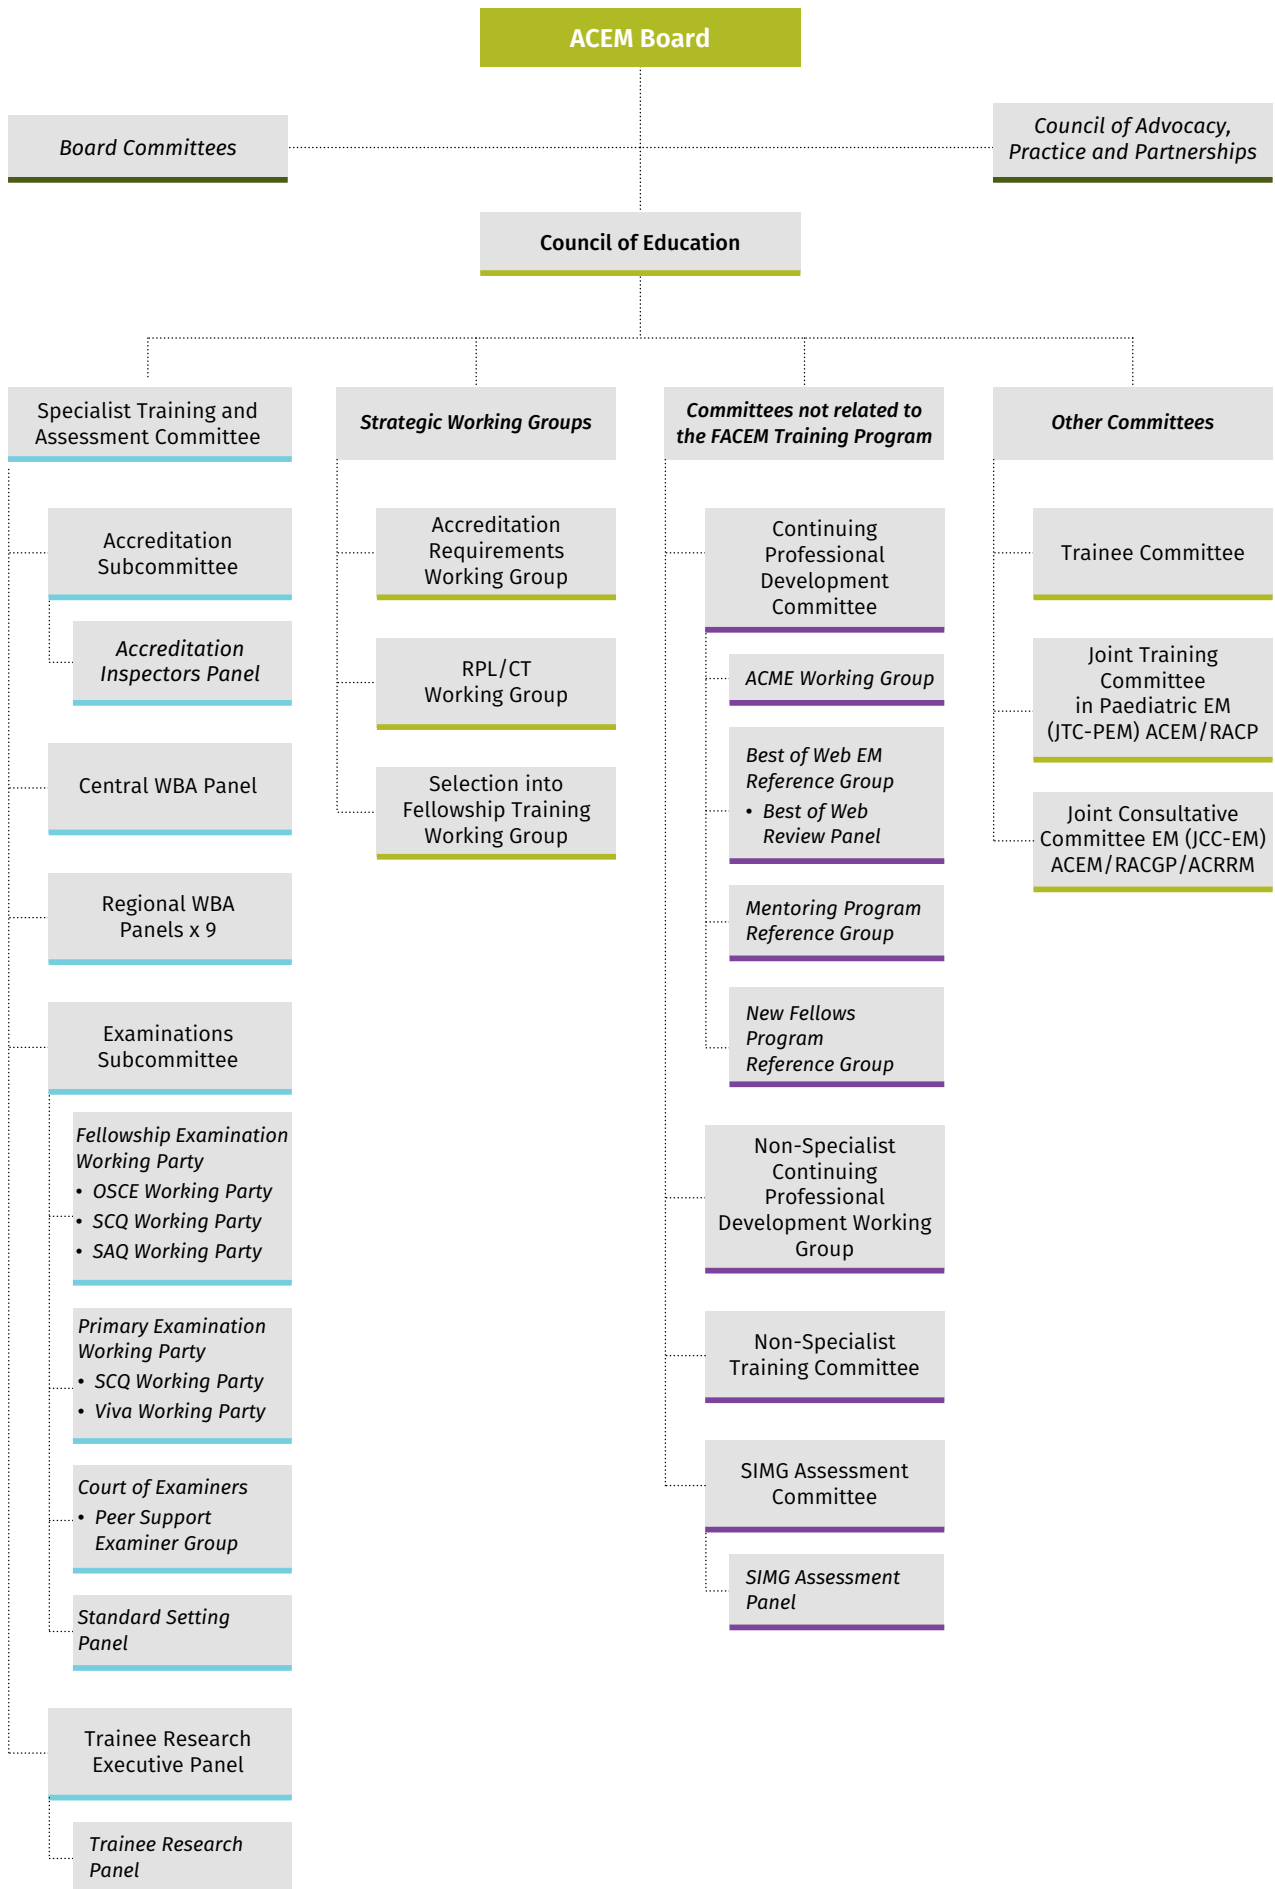 ACEM Board
Board Committees
Council of Advocacy,
Practice and Partnerships
Council of Education
Specialist Training and
Assessment Committee
Accreditation
Subcommittee
Accreditation
Inspectors Panel
Central WBA Panel
Regional WBA
Panels x 9
Examinations
Subcommittee
Fellowship Examination
Working Party
• OSCE Working Party
• SCQ Working Party
• SAQ Working Party
Primary Examination
Working Party
• SCQ Working Party
• Viva Working Party
Court of Examiners
• Peer Support
Examiner Group
Standard Setting
Panel
Trainee Research
Executive Panel
Trainee Research
Panel
Strategic Working Groups
Accreditation
Requirements
Working Group
RPL/CT
Working Group
Selection into
Fellowship Training
Working Group
Committees not related to
the FACEM Training Program
Continuing
Professional
Development
Committee
ACME Working Group
Best of Web EM
Reference Group
• Best of Web
Review Panel
Mentoring Program
Reference Group
New Fellows
Program
Reference Group
Non-Specialist
Continuing
Professional
Development Working
Group
Non-Specialist
Training Committee
SIMG Assessment
Committee
SIMG Assessment
Panel
Other Committees
Trainee Committee
Joint Training
Committee
in Paediatric EM
(JTC-PEM) ACEM/RACP
Joint Consultative
Committee EM (JCC-EM)
ACEM/RACGP/ACRRM